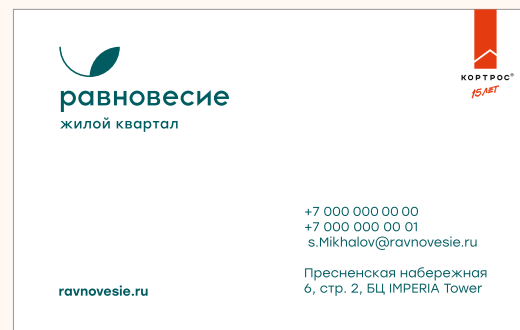 равновесие
жилой квартал
КОРТРОС®
15 ЛЕТ
+7 000 000 00 00
+7 000 000 00 01
s.Mikhalov@ravnovesie.ru
Пресненская набережная
6, стр. 2, БЦ IMPERIA Tower
ravnovesie.ru